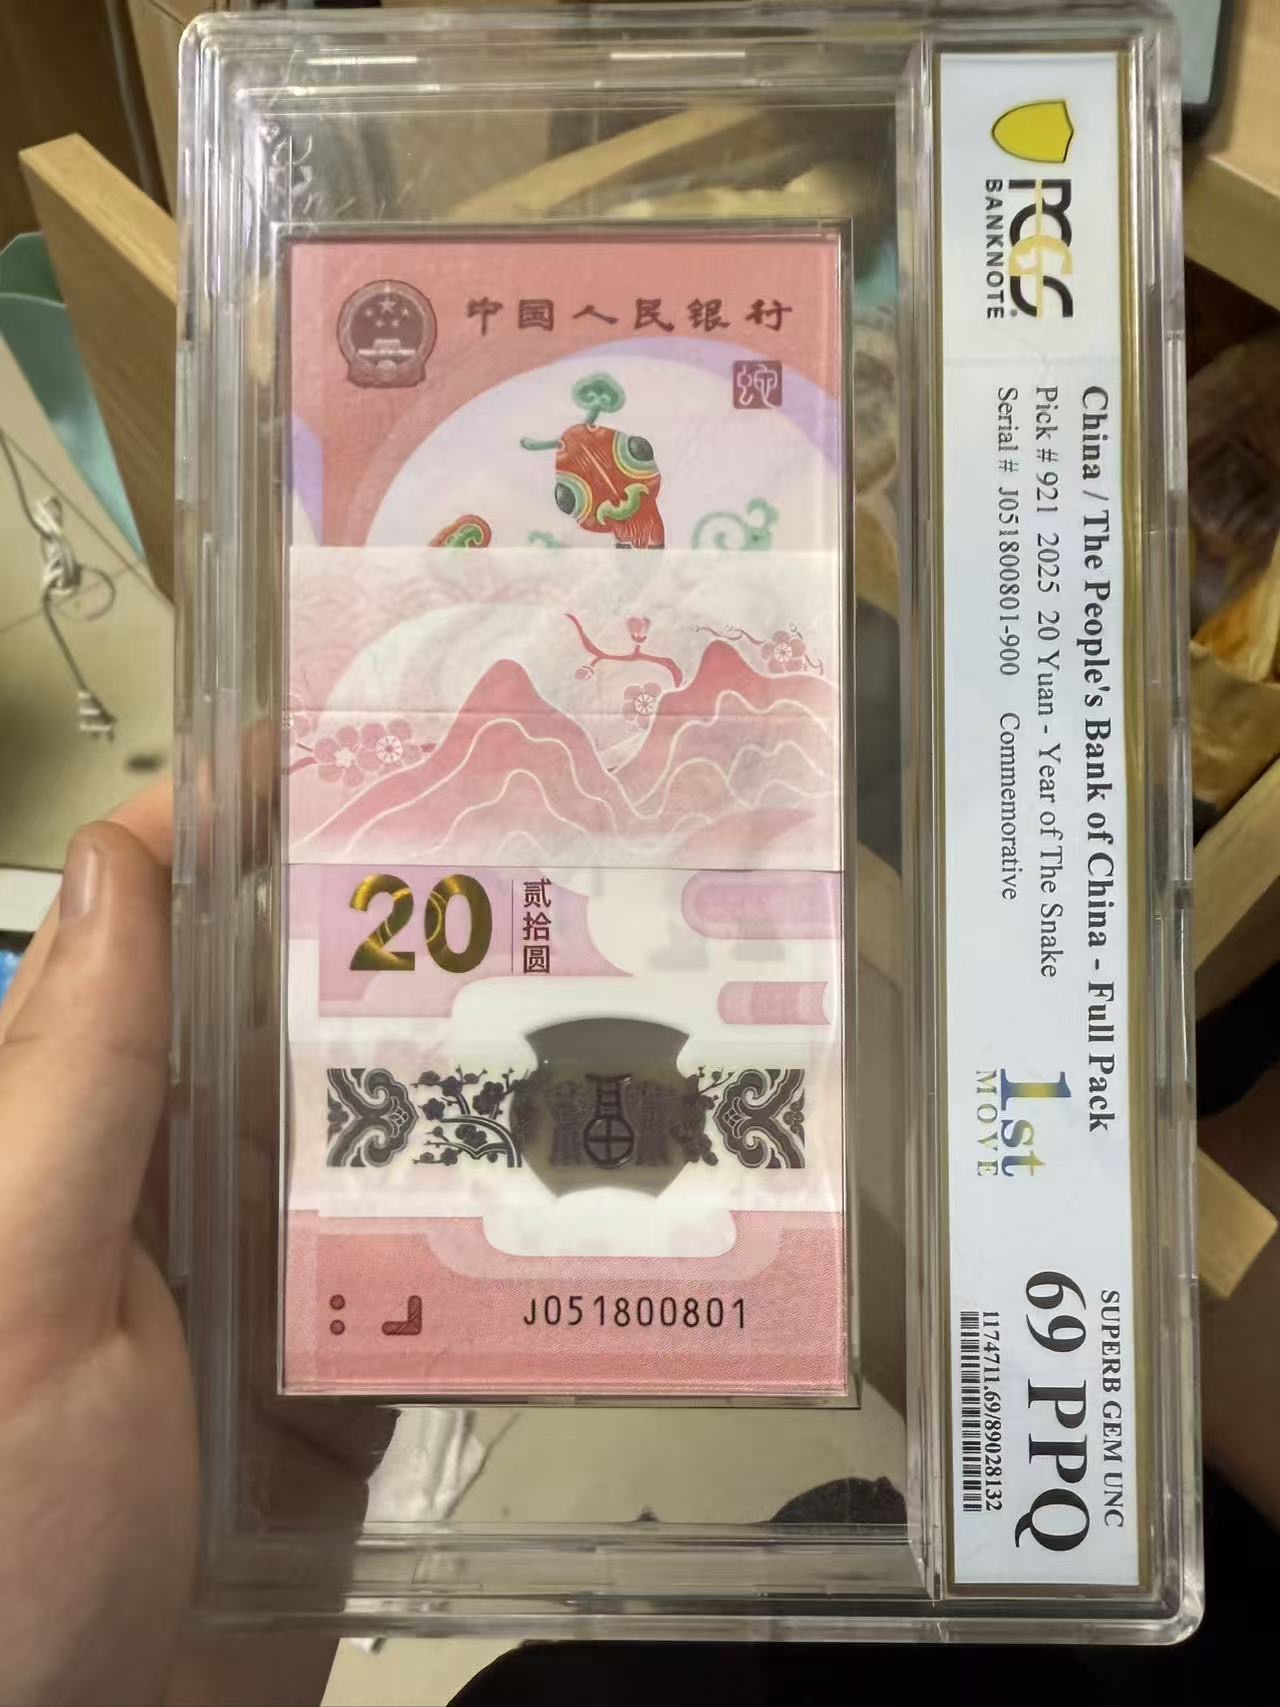 中国人民银行
蛇
20
贰拾圆
J051800801
PCGS
BANKNOTE
China / The People's Bank of China - Full Pack
Pick # 921 2025 20 Yuan - Year of The Snake
Serial # J051800801-900 Commemorative
1st
MOVE
SUPERB GEM UNC
69 PPQ
1174711.69/89028132